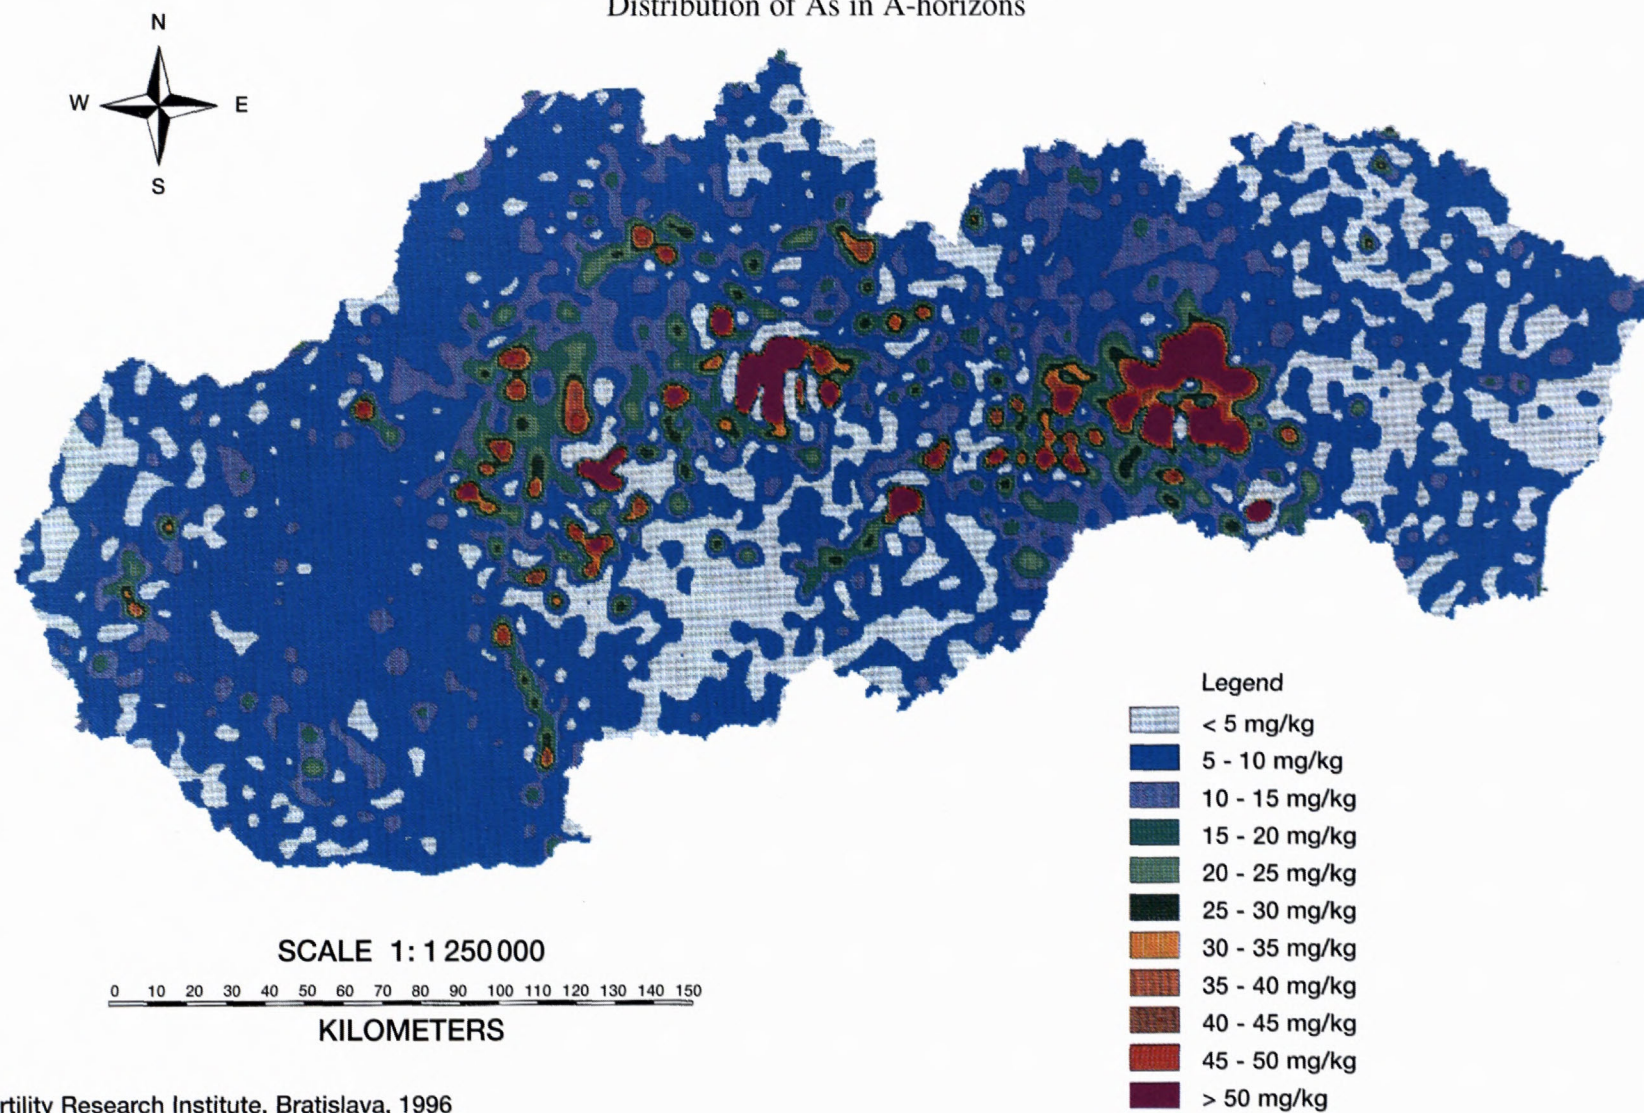 Distribution of As in A-horizons
N
W E
S
Legend
< 5 mg/kg
5 - 10 mg/kg
10 - 15 mg/kg
15 - 20 mg/kg
20 - 25 mg/kg
25 - 30 mg/kg
30 - 35 mg/kg
35 - 40 mg/kg
40 - 45 mg/kg
45 - 50 mg/kg
> 50 mg/kg
SCALE 1: 1 250 000
0 10 20 30 40 50 60 70 80 90 100 110 120 130 140 150
KILOMETERS
rtility Research Institute, Bratislava, 1996